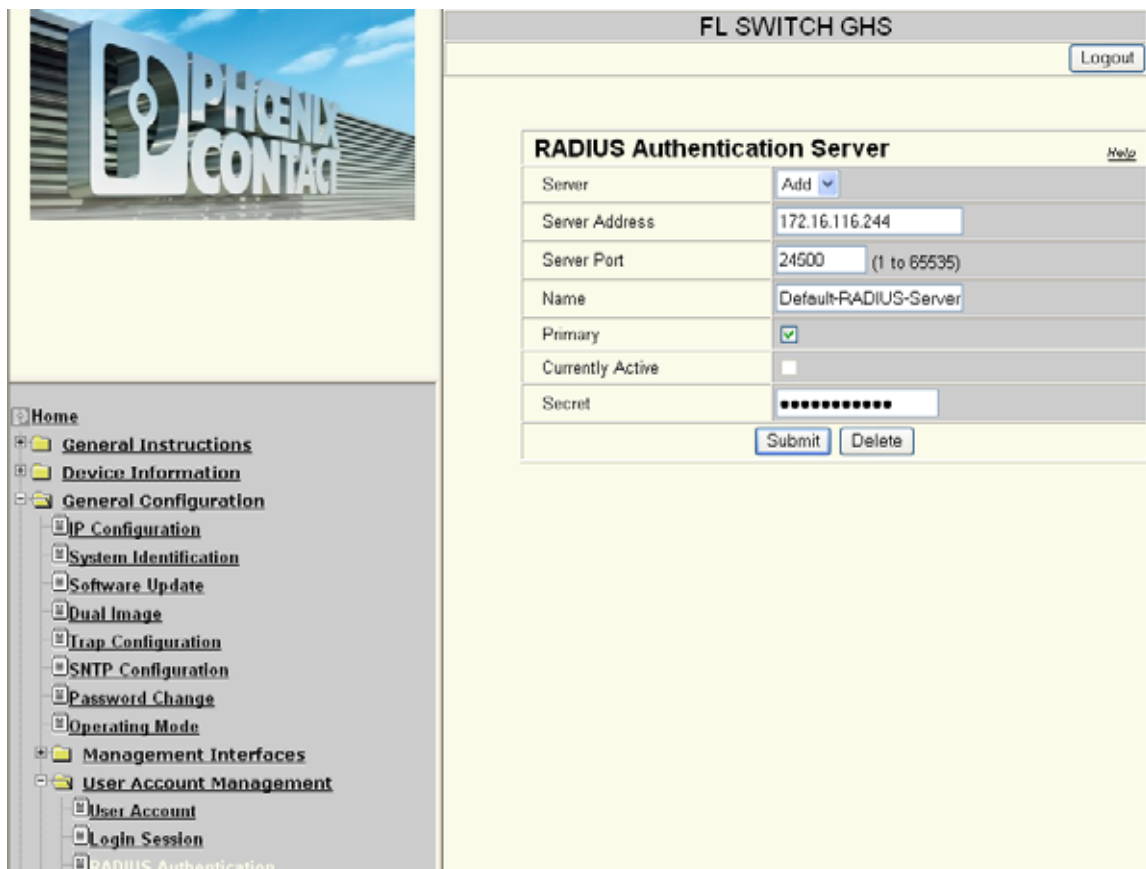 PHŒNIX
CONTACT
FL SWITCH GHS
Logout
RADIUS Authentication Server Help
Server Add
Server Address 172.16.116.244
Server Port 24500 (1 to 65535)
Name Default-RADIUS-Server
Primary
Currently Active
Secret •••••••••••
Submit Delete
Home
General Instructions
Device Information
General Configuration
IP Configuration
System Identification
Software Update
Dual Image
Trap Configuration
SNTP Configuration
Password Change
Operating Mode
Management Interfaces
User Account Management
User Account
Login Session
RADIUS Authentication